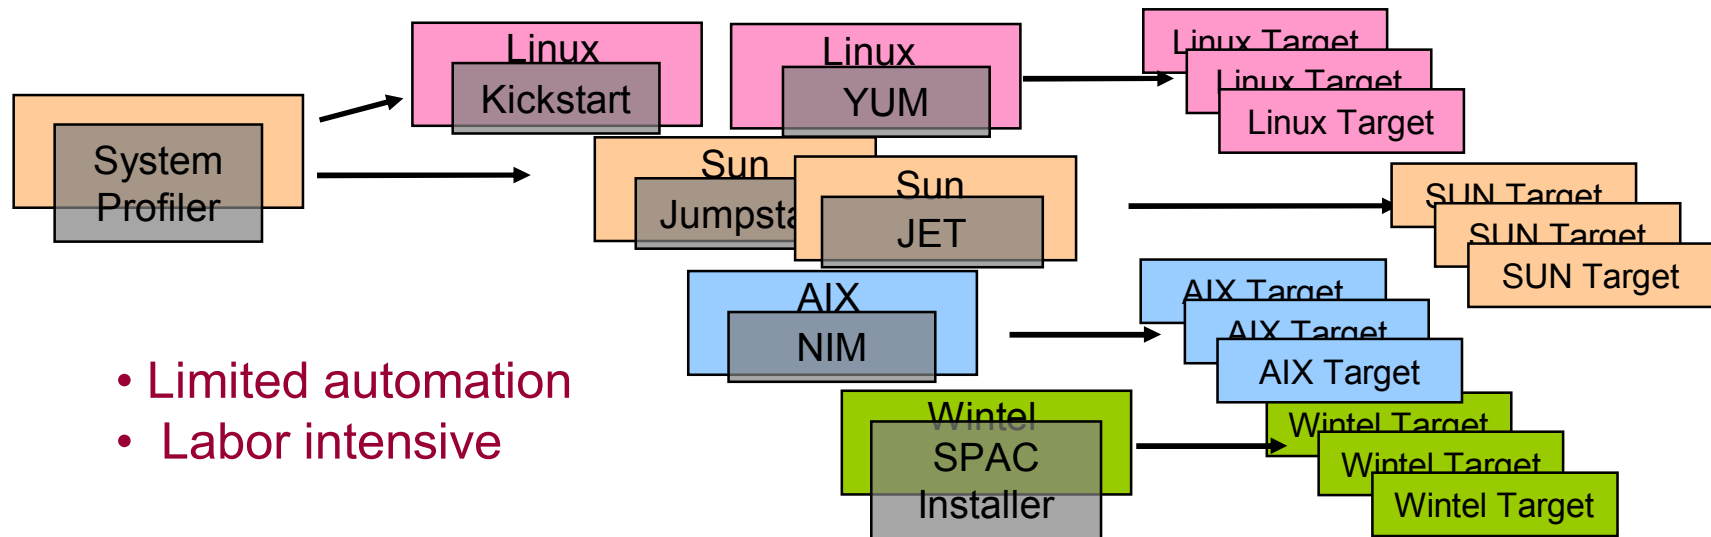 System
Profiler
Linux
Kickstart
Linux
YUM
Linux Target
Linux Target
Linux Target
Sun
Sun
JET
SUN Target
SUN Target
SUN Target
AIX
NIM
AIX Target
AIX Target
AIX Target
Wintel
SPAC
Installer
Wintel Target
Wintel Target
Wintel Target
• Limited automation
• Labor intensive